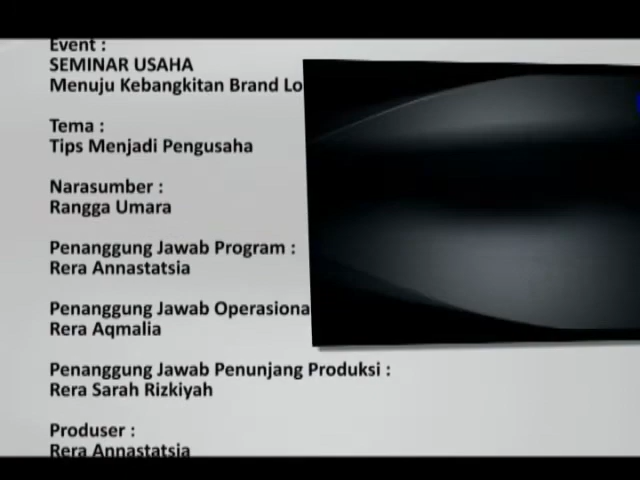 Event :
SEMINAR USAHA
Menuju Kebangkitan Brand Lo
Tema :
Tips Menjadi Pengusaha
Narasumber :
Rangga Umara
Penanggung Jawab Program :
Rera Annastatsia
Penanggung Jawab Operasiona
Rera Aqmalia
Penanggung Jawab Penunjang Produksi :
Rera Sarah Rizkiyah
Produser :
Rera Annastatsia